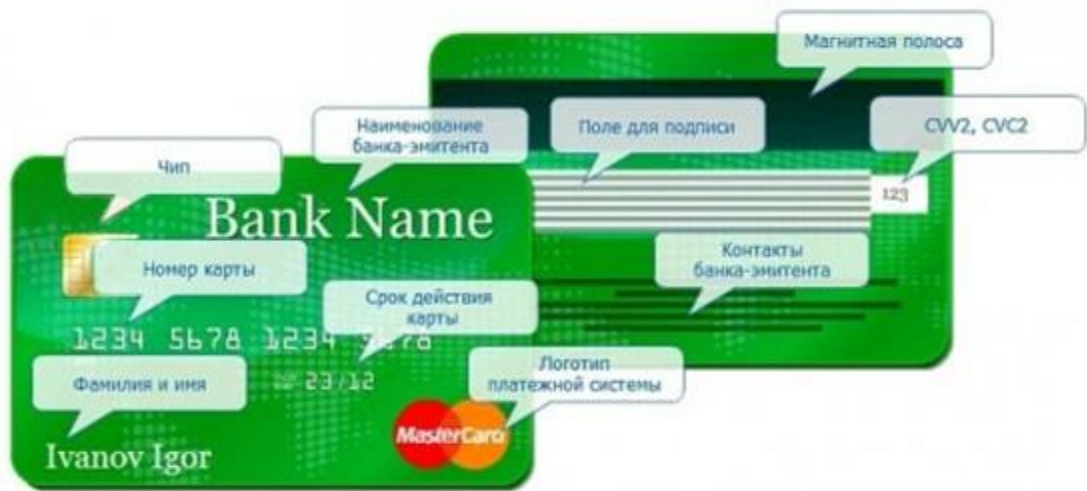 Магнитная полоса
Наименование
банка-эмитента
Поле для подписи
CVV2, CVC2
Чип
123
Bank Name
Номер карты
Контакты
банка-эмитента
Срок действия
карты
1234 5678 1234 5678
Фамилия и имя
23/12
Логотип
платежной системы
MasterCard
Ivanov Igor